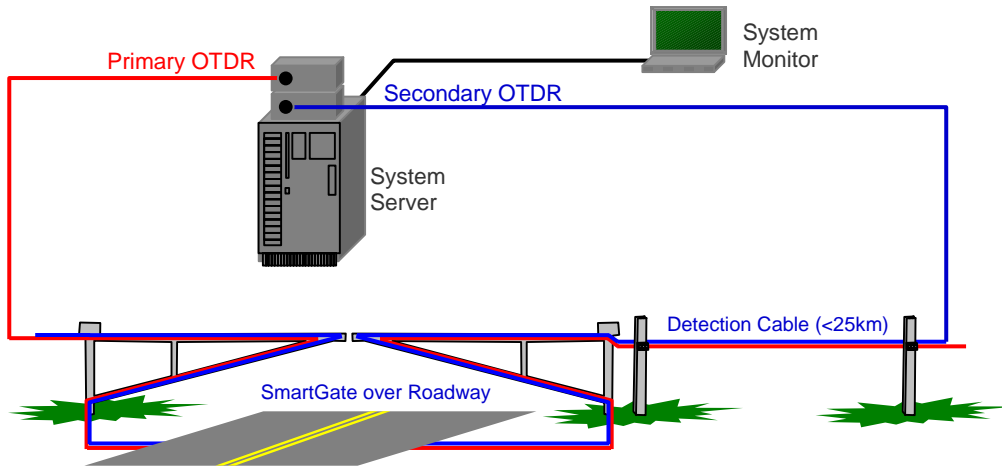 System
Monitor
Primary OTDR
Secondary OTDR
System
Server
Detection Cable (<25km)
SmartGate over Roadway